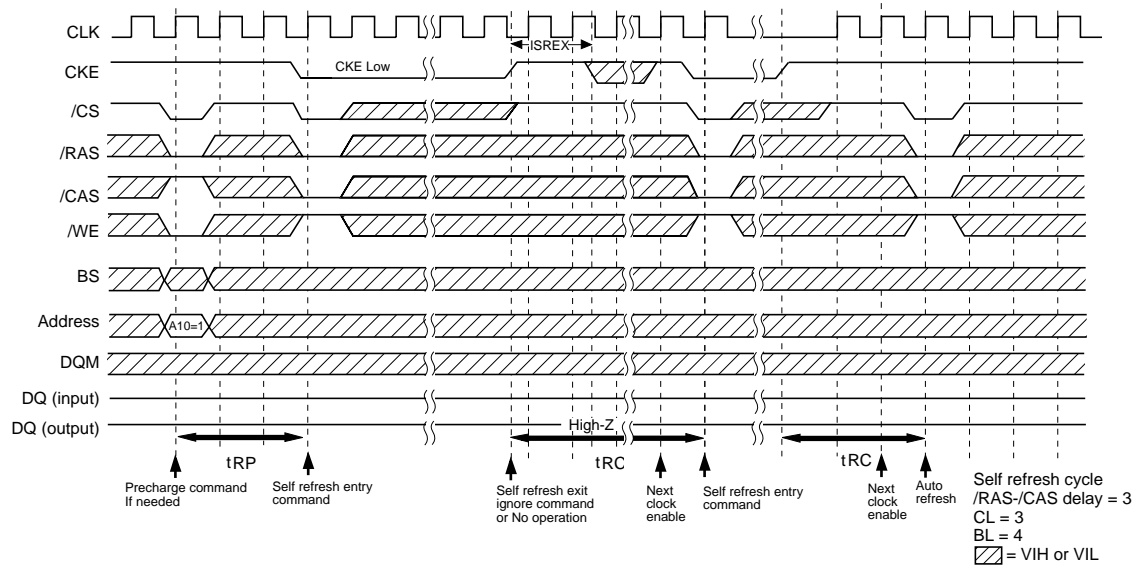 CLK
ISREX
CKE
CKE Low
/CS
/RAS
/CAS
/WE
BS
Address
A10=1
DQM
DQ (input)
DQ (output)
High-Z
tRP
tRC
tRC
Precharge command
If needed
Self refresh entry
command
Self refresh exit
ignore command
or No operation
Next
clock
enable
Self refresh entry
command
Next
clock
enable
Auto
refresh
Self refresh cycle
/RAS-/CAS delay = 3
CL = 3
BL = 4
= VIH or VIL